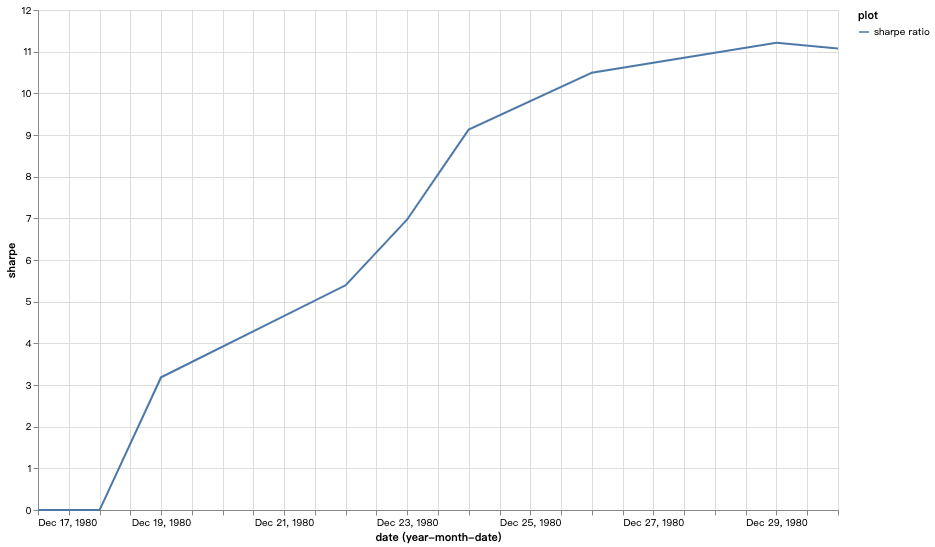 plot
sharpe ratio
12
11
10
9
8
7
6
5
4
3
2
1
0
sharpe
Dec 17, 1980 Dec 19, 1980 Dec 21, 1980 Dec 23, 1980 Dec 25, 1980 Dec 27, 1980 Dec 29, 1980
date (year–month–date)